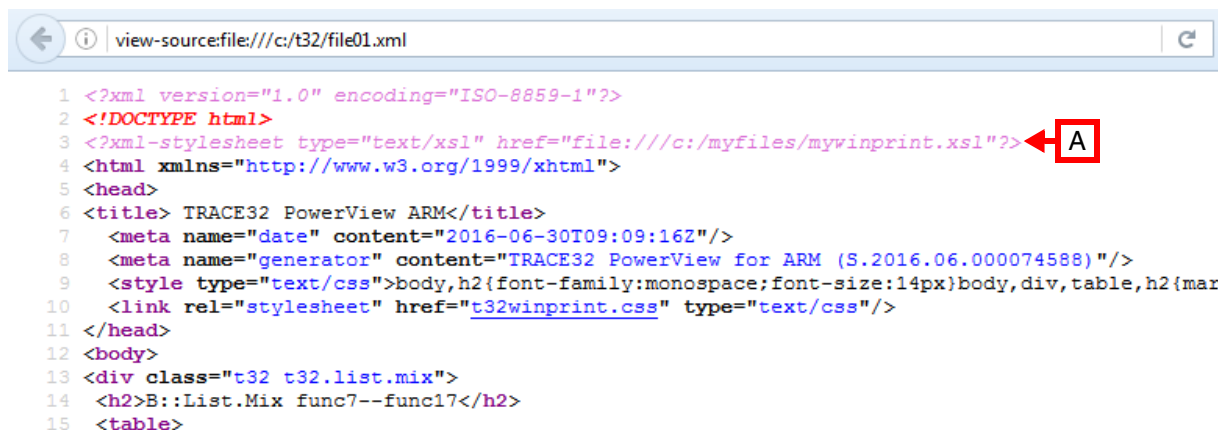 view-source:file:///c:/t32/file01.xml
1 <?xml version="1.0" encoding="ISO-8859-1"?>
2 <!DOCTYPE html>
3 <?xml-stylesheet type="text/xsl" href="file:///c:/myfiles/mywinprint.xsl"?> A
4 <html xmlns="http://www.w3.org/1999/xhtml">
5 <head>
6 <title> TRACE32 PowerView ARM</title>
7 <meta name="date" content="2016-06-30T09:09:16Z"/>
8 <meta name="generator" content="TRACE32 PowerView for ARM (S.2016.06.000074588)"/>
9 <style type="text/css">body,h2{font-family:monospace;font-size:14px}body,div,table,h2{mar
10 <link rel="stylesheet" href="t32winprint.css" type="text/css"/>
11 </head>
12 <body>
13 <div class="t32 t32.list.mix">
14 <h2>B::List.Mix func7--func17</h2>
15 <table>